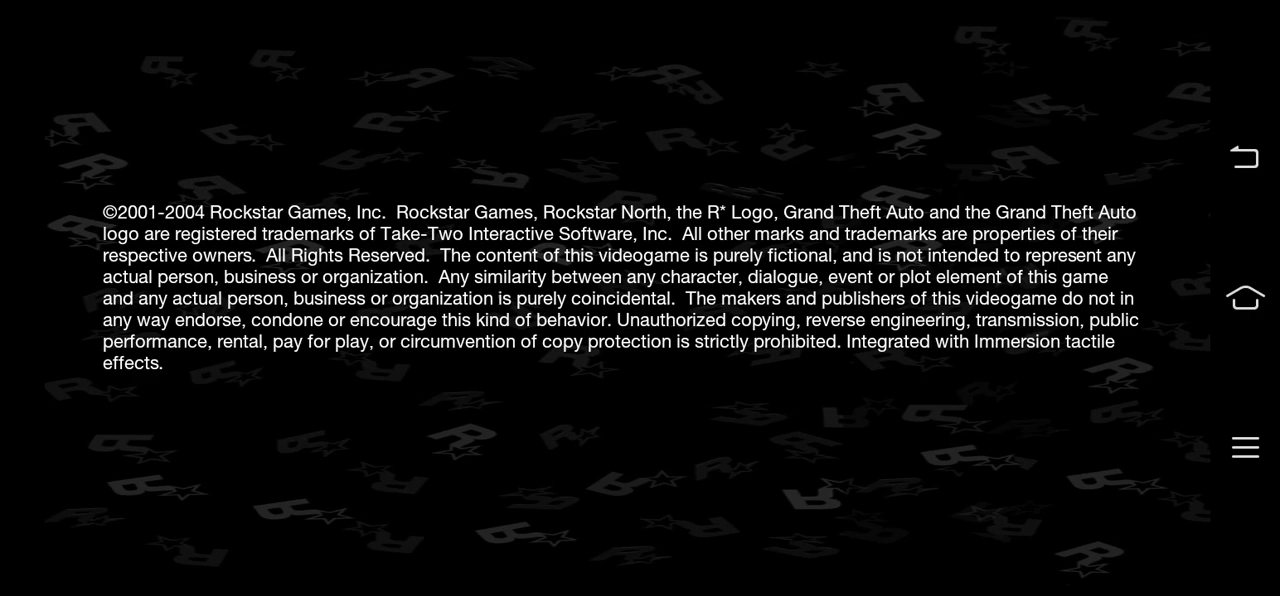 ©2001-2004 Rockstar Games, Inc.  Rockstar Games, Rockstar North, the R* Logo, Grand Theft Auto and the Grand Theft Auto
logo are registered trademarks of Take-Two Interactive Software, Inc.  All other marks and trademarks are properties of their
respective owners.  All Rights Reserved.  The content of this videogame is purely fictional, and is not intended to represent any
actual person, business or organization.  Any similarity between any character, dialogue, event or plot element of this game
and any actual person, business or organization is purely coincidental.  The makers and publishers of this videogame do not in
any way endorse, condone or encourage this kind of behavior. Unauthorized copying, reverse engineering, transmission, public
performance, rental, pay for play, or circumvention of copy protection is strictly prohibited. Integrated with Immersion tactile
effects.